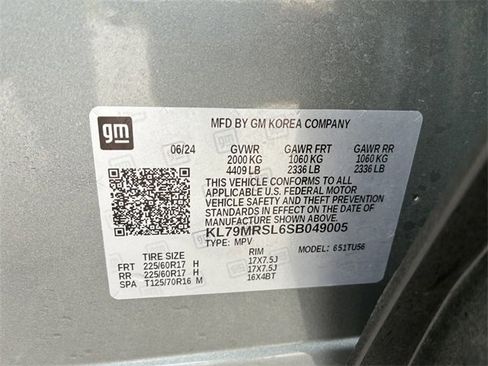 gm
MFD BY GM KOREA COMPANY
06/24 GVWR GAWR FRT GAWR RR
2000 KG 1060 KG 1060 KG
4409 LB 2336 LB 2336 LB
THIS VEHICLE CONFORMS TO ALL
APPLICABLE U.S. FEDERAL MOTOR
VEHICLE SAFETY AND THEFT PREVENTION
STANDARDS IN EFFECT ON THE DATE OF
MANUFACTURE SHOWN ABOVE.
KL79MRSL6SB049005
TYPE: MPV MODEL: 651TU56
TIRE SIZE RIM
FRT 225/60R17 H 17X7.5J
RR 225/60R17 H 17X7.5J
SPA T125/70R16 M 16X4BT